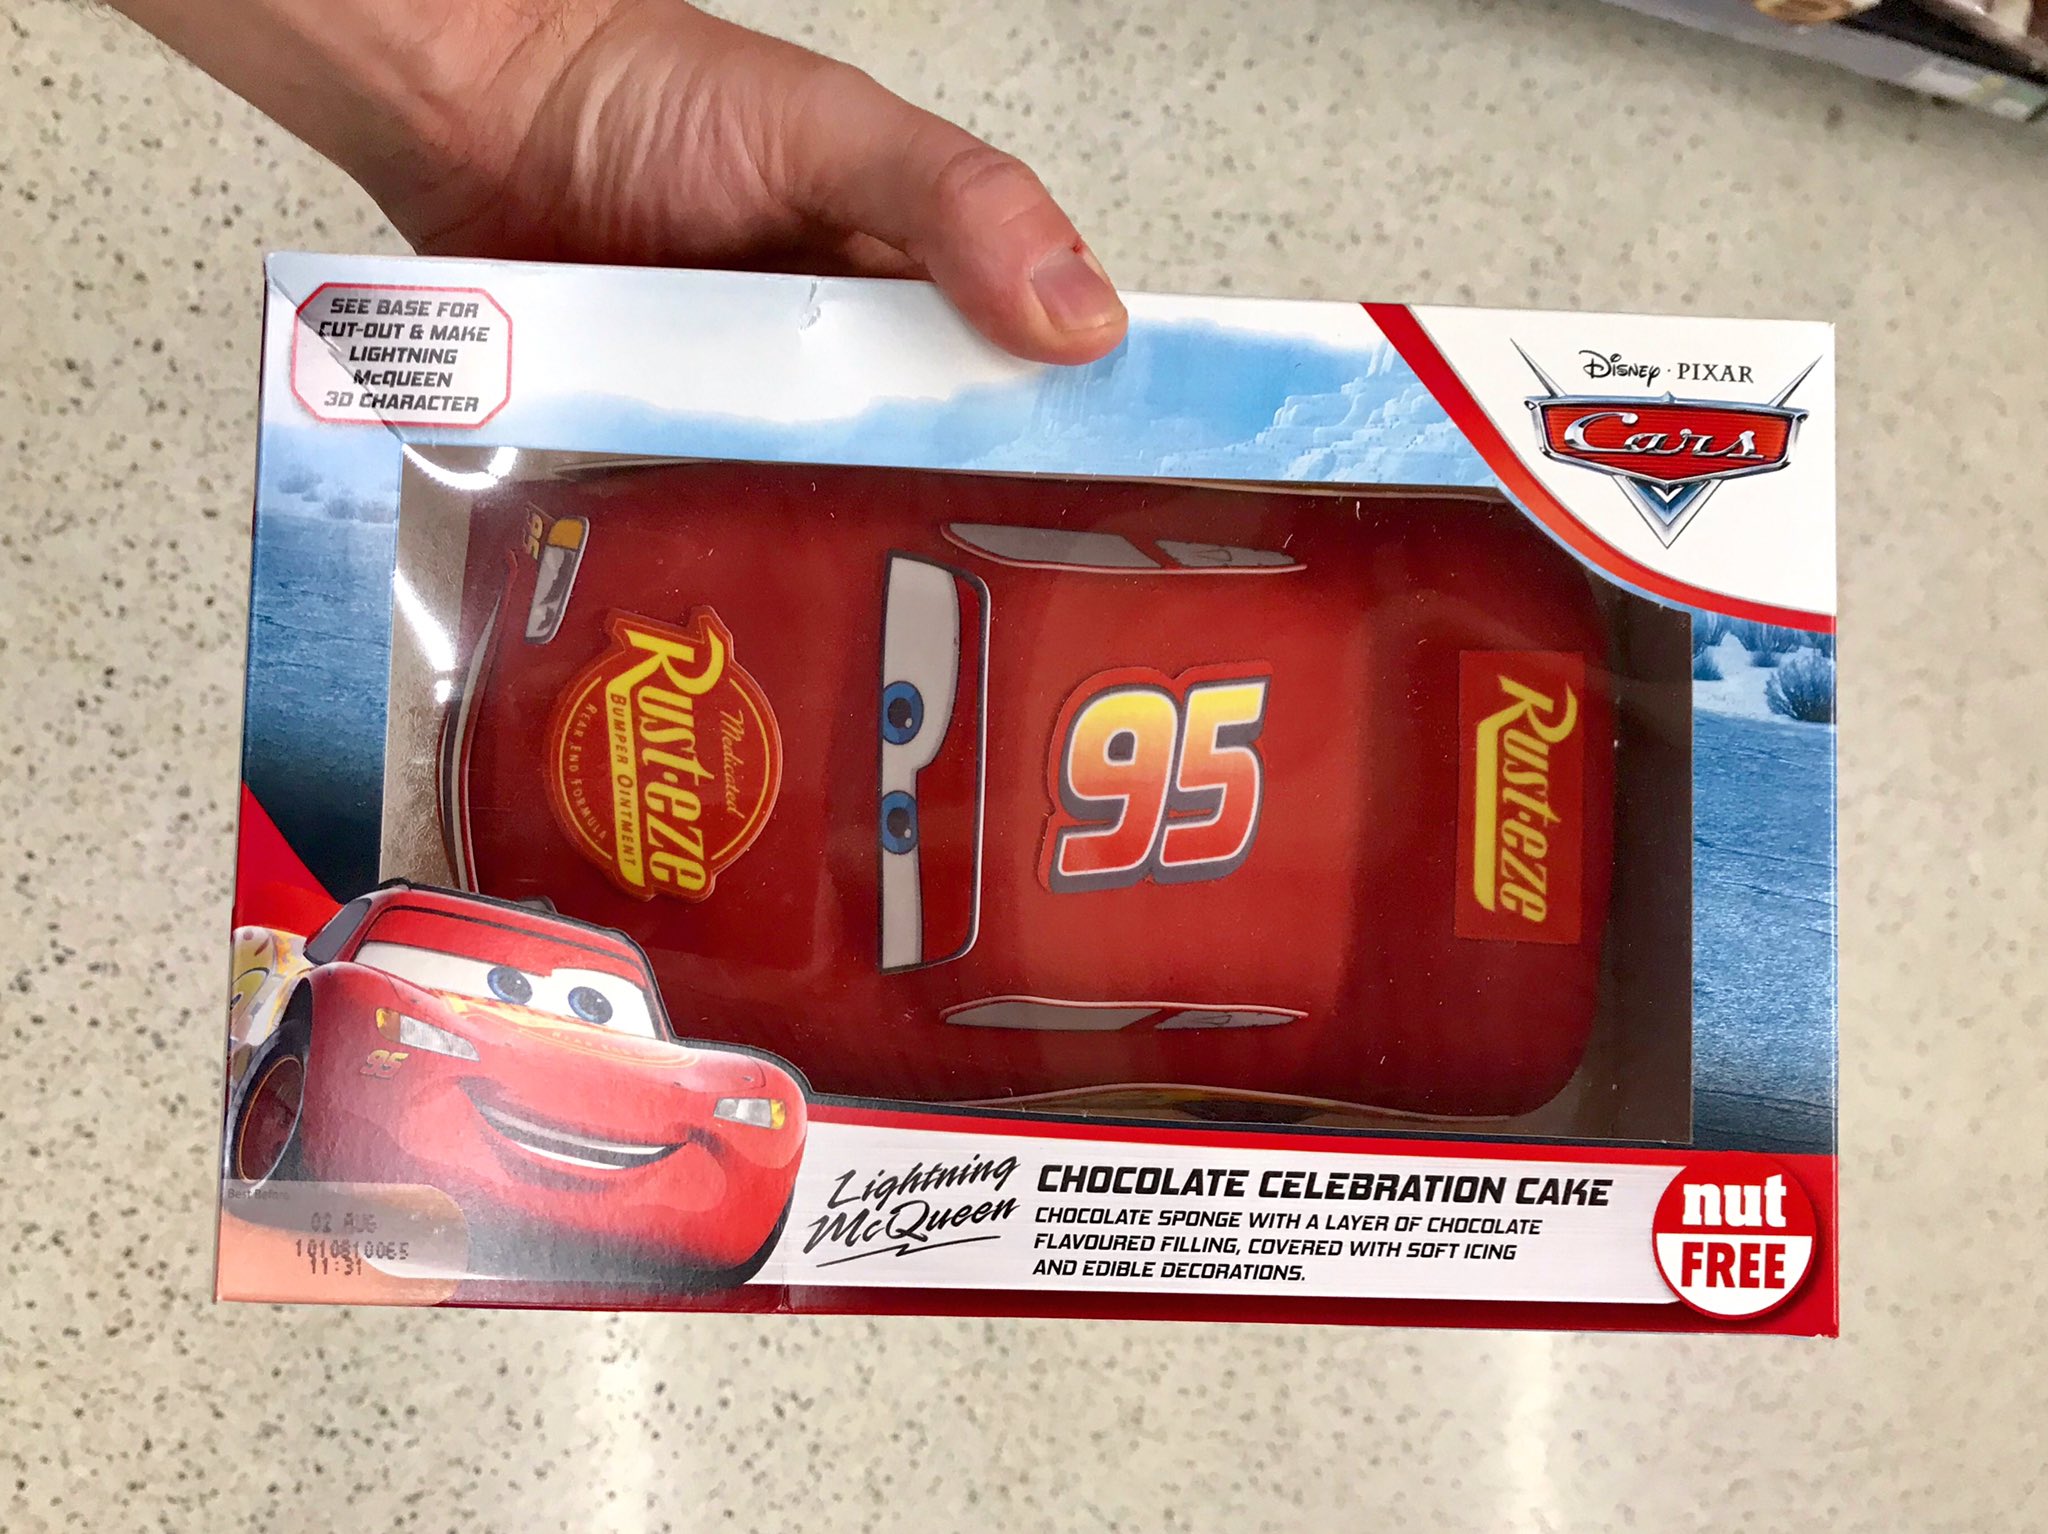 SEE BASE FOR
CUT-OUT & MAKE
LIGHTNING
McQUEEN
3D CHARACTER
Disney · PIXAR
Cars
95
Medicated
RUST-EZE
BUMPER OINTMENT
REAR END FORMULA
95
RUST-EZE
95
Best Before
02 AUG
11:31
Lightning
McQueen
CHOCOLATE CELEBRATION CAKE
CHOCOLATE SPONGE WITH A LAYER OF CHOCOLATE
FLAVOURED FILLING, COVERED WITH SOFT ICING
AND EDIBLE DECORATIONS.
nut
FREE